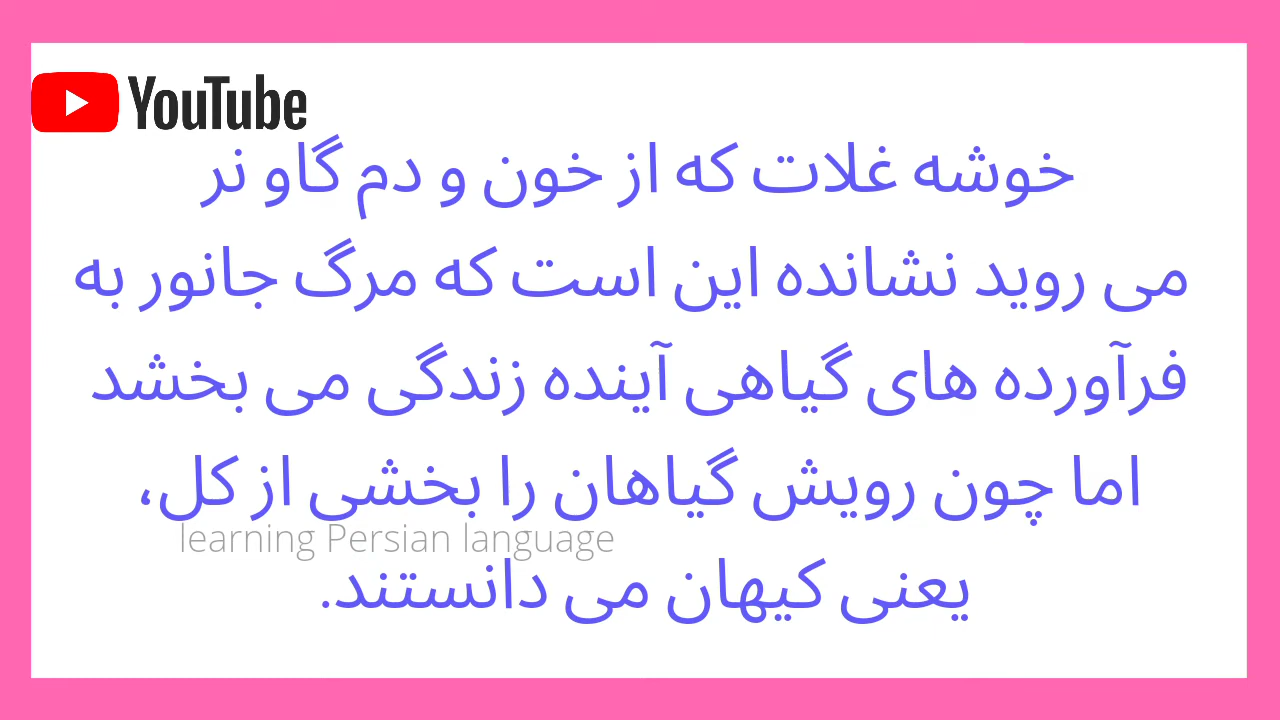 YouTube
خوشه غلات که از خون و دم گاو نر
می روید نشانده این است که مرگ جانور به
فرآورده های گیاهی آینده زندگی می بخشد
اما چون رویش گیاهان را بخشی از کل،
learning Persian language
یعنی کیهان می دانستند.